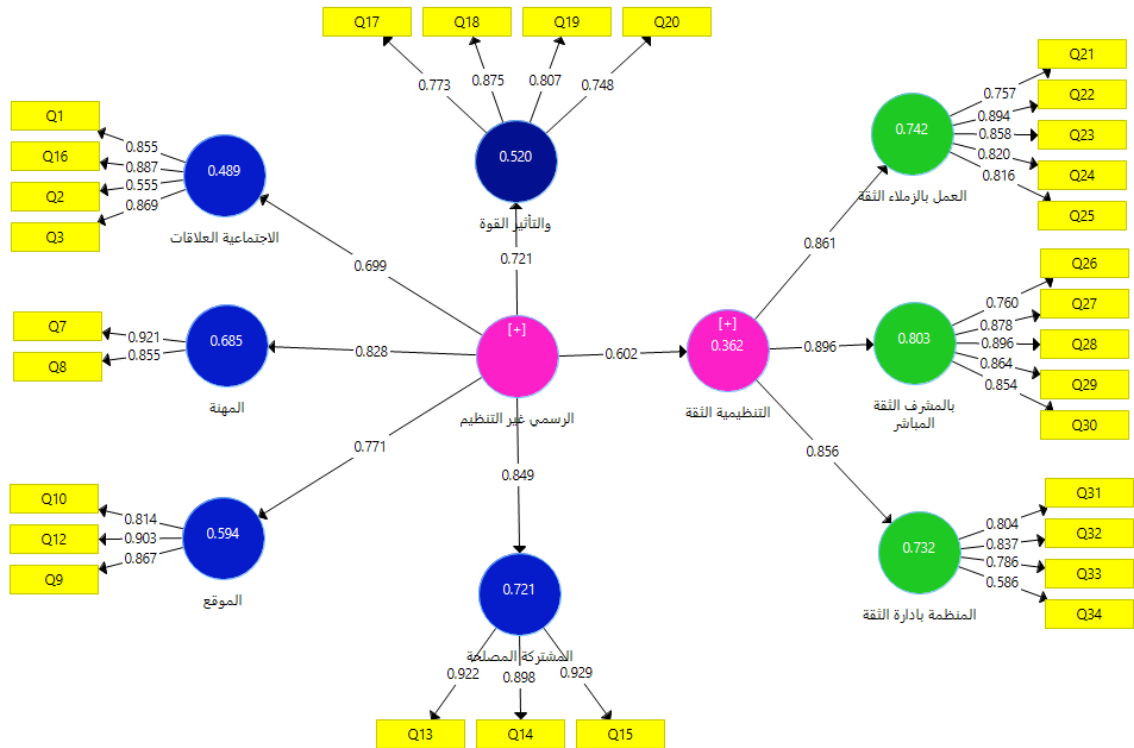 Q17 Q18 Q19 Q20
0.773 0.875 0.807 0.748
0.520
والتأثير القوة
0.721
Q1
Q16
Q2
Q3
0.855
0.887
0.555
0.869
0.489
الاجتماعية العلاقات
0.699
Q7
Q8
0.921
0.855
0.685
المهنة
0.828
Q10
Q12
Q9
0.814
0.903
0.867
0.594
الموقع
0.771
[+]
الرسمي غير التنظيم
0.849
0.721
المشتركة المصلحة
0.922 0.898 0.929
Q13 Q14 Q15
0.602
[+]
0.362
التنظيمية الثقة
0.861
0.742
العمل بالزملاء الثقة
0.757
0.894
0.858
0.820
0.816
Q21
Q22
Q23
Q24
Q25
0.896
0.803
بالمشرف الثقة
المباشر
0.760
0.878
0.896
0.864
0.854
Q26
Q27
Q28
Q29
Q30
0.856
0.732
المنظمة بادارة الثقة
0.804
0.837
0.786
0.586
Q31
Q32
Q33
Q34